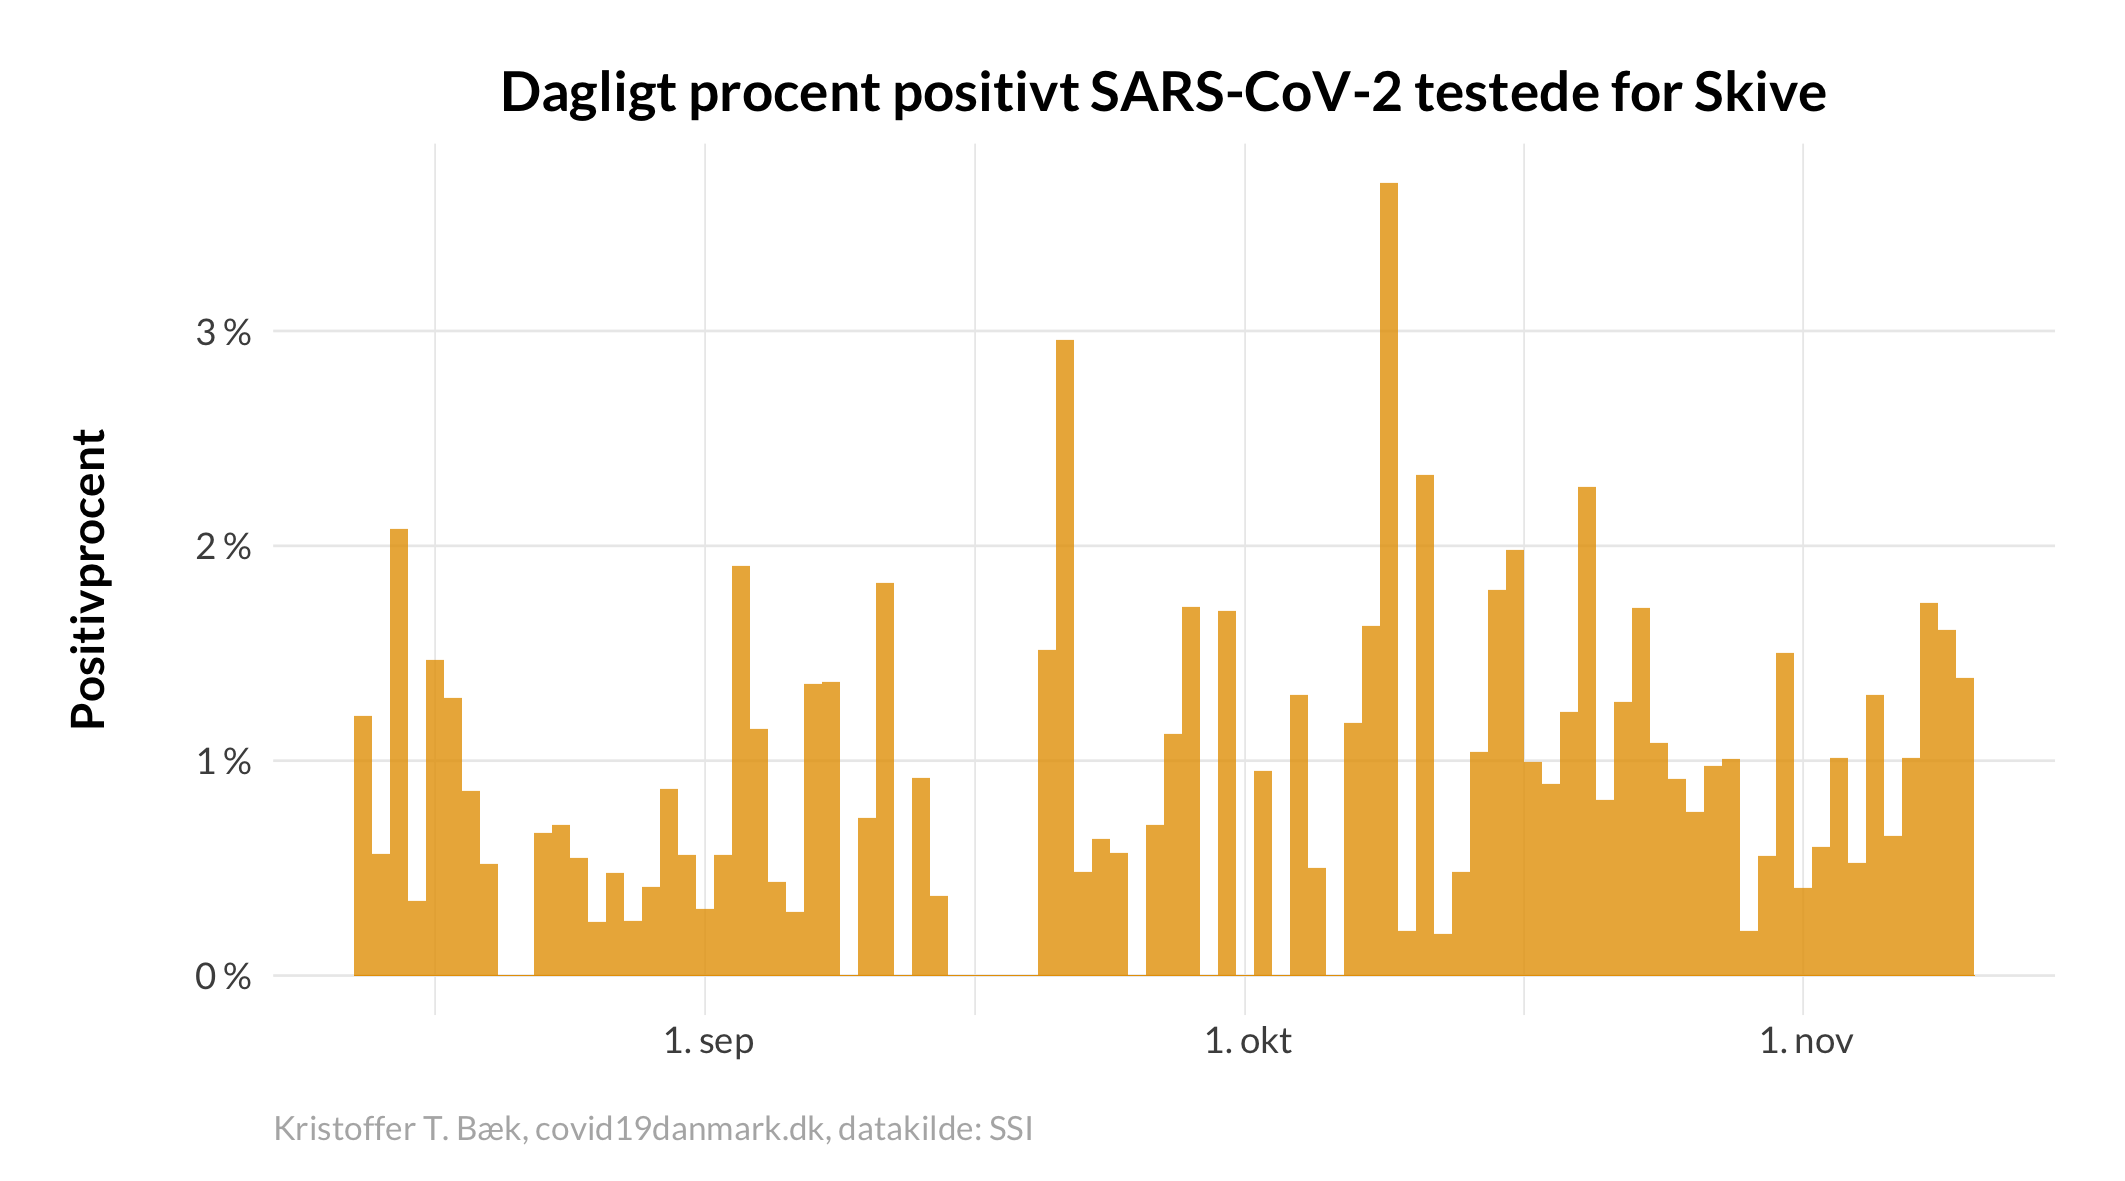 Dagligt procent positivt SARS-CoV-2 testede for Skive
Positivprocent
3 %
2 %
1 %
0 %
1. sep
1. okt
1. nov
Kristoffer T. Bæk, covid19danmark.dk, datakilde: SSI